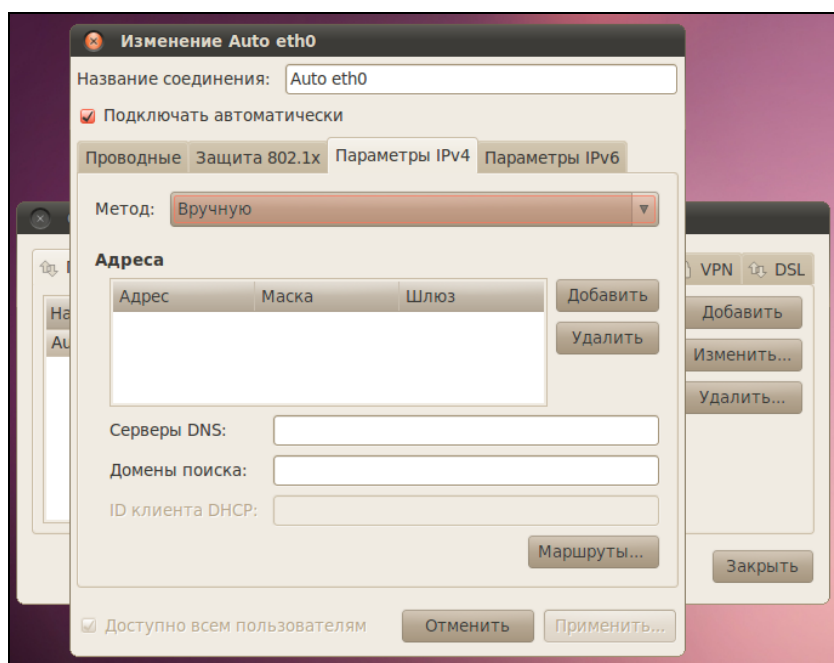 Изменение Auto eth0
Название соединения: Auto eth0
Подключать автоматически
Проводные Защита 802.1x Параметры IPv4 Параметры IPv6
Метод: Вручную
Адреса
Адрес Маска Шлюз
Добавить
Удалить
Серверы DNS:
Домены поиска:
ID клиента DHCP:
Маршруты...
Доступно всем пользователям Отменить Применить...
VPN DSL
На
Au
Добавить
Изменить...
Удалить...
Закрыть